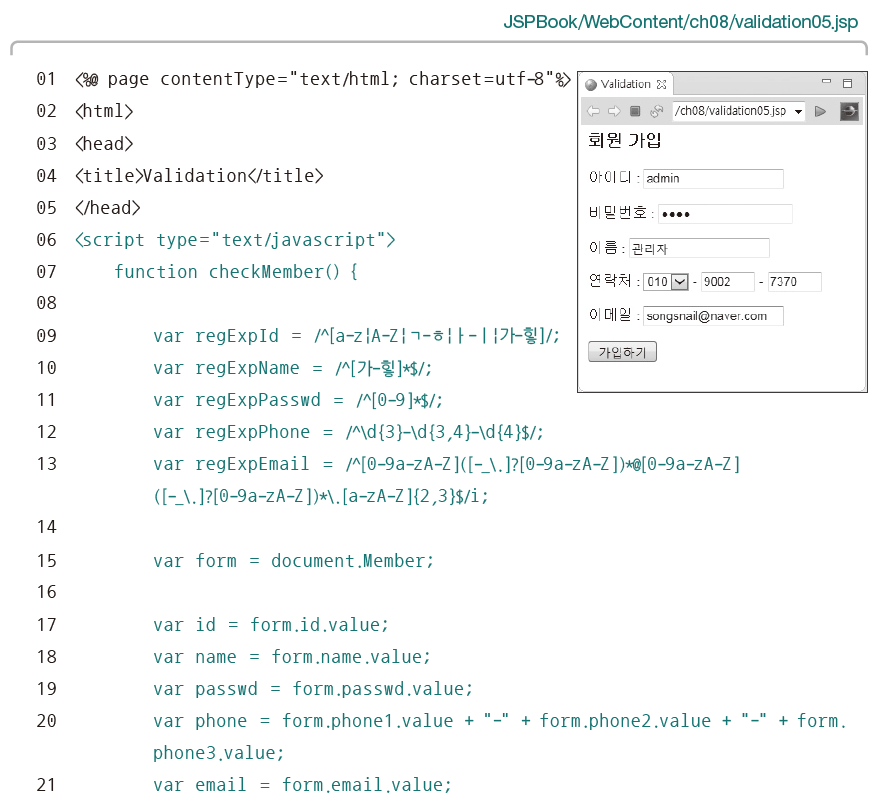 JSPBook/WebContent/ch08/validation05.jsp
01 <%@ page contentType="text/html; charset=utf-8"%>
02 <html>
03 <head>
04 <title>Validation</title>
05 </head>
06 <script type="text/javascript">
07 function checkMember() {
08
09 var regExpId = /^[a-z|A-Z|ㄱ-ㅎ|ㅏ-ㅣ|가-힣]/;
10 var regExpName = /^[가-힣]*$/;
11 var regExpPasswd = /^[0-9]*$/;
12 var regExpPhone = /^\d{3}-\d{3,4}-\d{4}$/;
13 var regExpEmail = /^[0-9a-zA-Z]([-_\.]?[0-9a-zA-Z])*@[0-9a-zA-Z]
([-_\.]?[0-9a-zA-Z])*\.[a-zA-Z]{2,3}$/i;
14
15 var form = document.Member;
16
17 var id = form.id.value;
18 var name = form.name.value;
19 var passwd = form.passwd.value;
20 var phone = form.phone1.value + "-" + form.phone2.value + "-" + form.
phone3.value;
21 var email = form.email.value;
Validation
/ch08/validation05.jsp
회원 가입
아이디 : admin
비밀번호 : ●●●●
이름 : 관리자
연락처 : 010 - 9002 - 7370
이메일 : songsnail@naver.com
가입하기